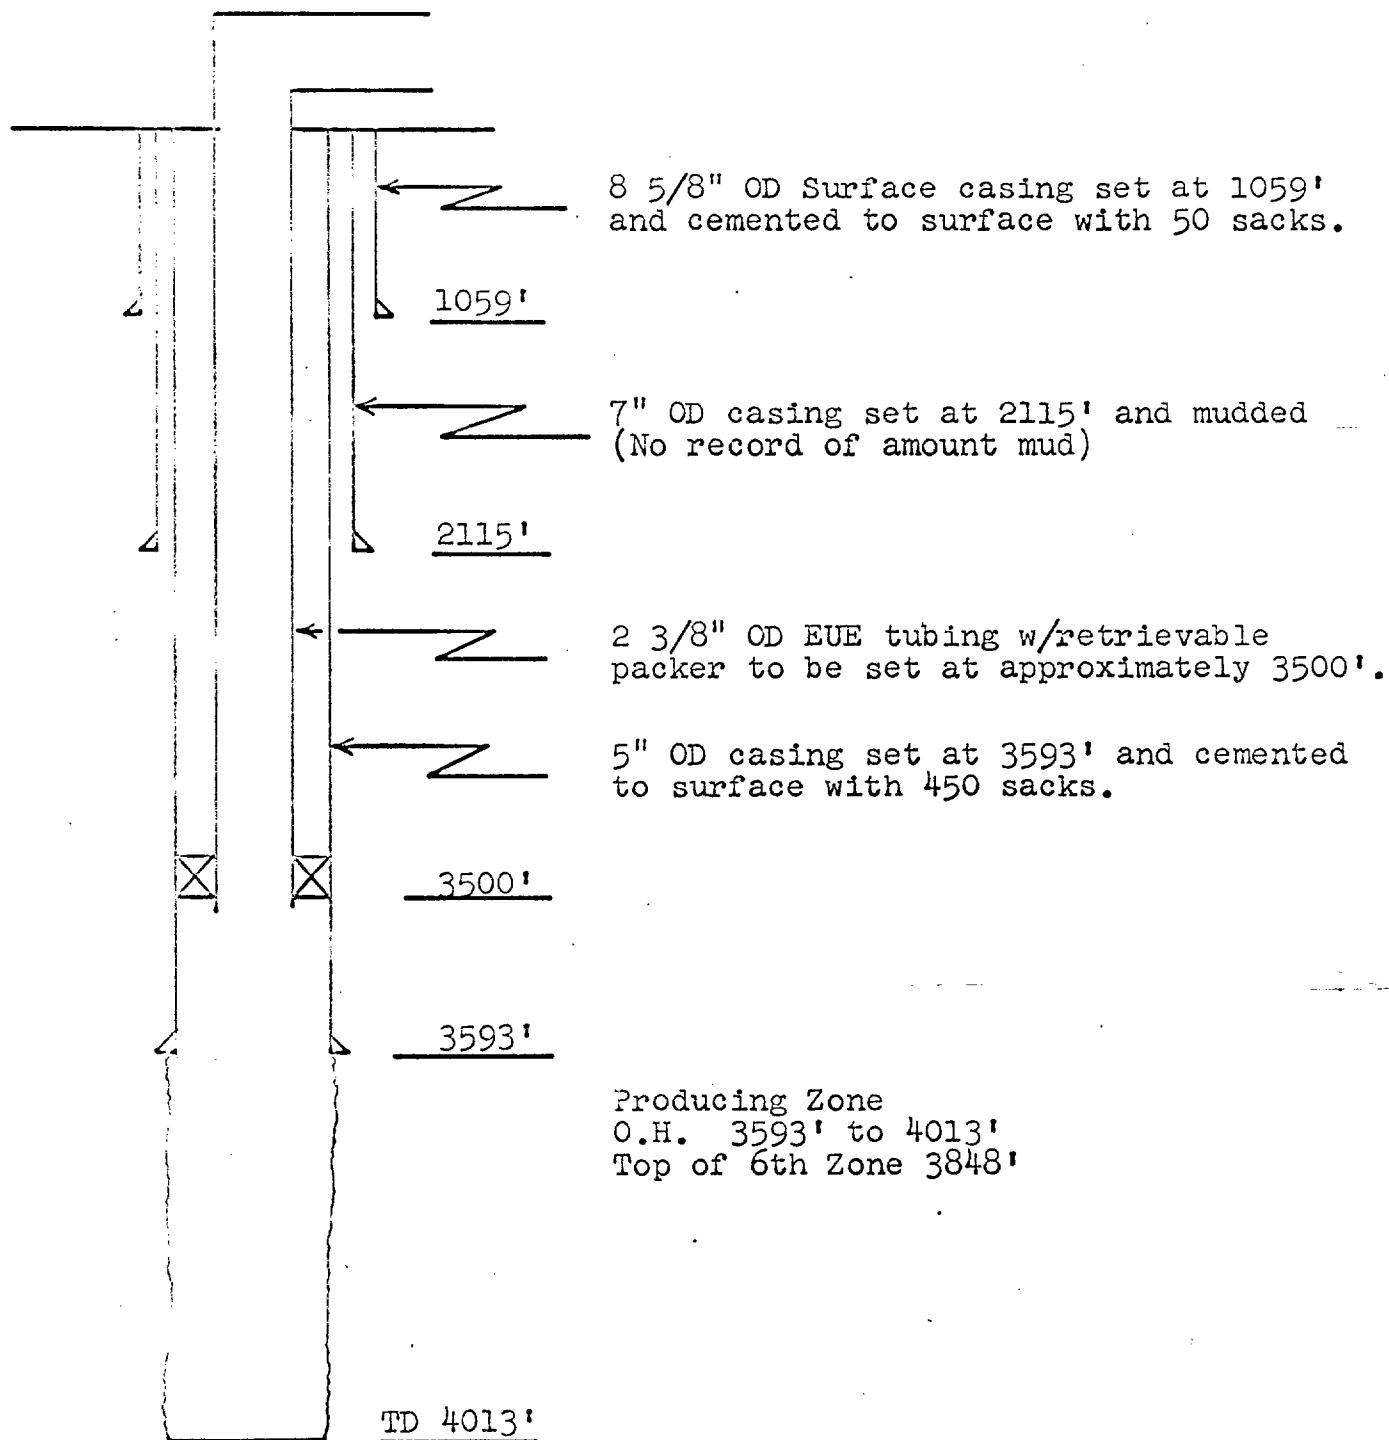 8 5/8" OD Surface casing set at 1059'
and cemented to surface with 50 sacks.
1059'
7" OD casing set at 2115' and mudded
(No record of amount mud)
2115'
2 3/8" OD EUE tubing w/retrievable
packer to be set at approximately 3500'.
5" OD casing set at 3593' and cemented
to surface with 450 sacks.
3500'
3593'
Producing Zone
O.H. 3593' to 4013'
Top of 6th Zone 3848'
TD 4013'